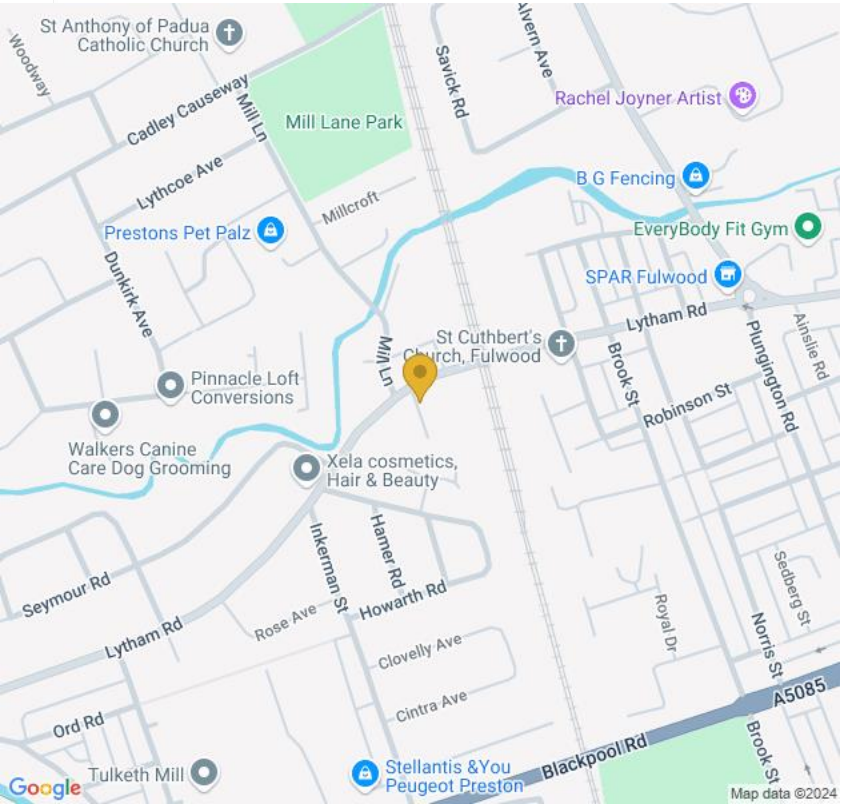 St Anthony of Padua
Catholic Church
Woodway
Cadley Causeway
Mill Ln
Mill Lane Park
Savick Rd
Alvern Ave
Rachel Joyner Artist
Lythcoe Ave
Millcroft
B G Fencing
Prestons Pet Palz
EveryBody Fit Gym
Dunkirk Ave
SPAR Fulwood
Lytham Rd
St Cuthbert's
Church, Fulwood
Mill Ln
Brook St
Plungington Rd
Ainslie Rd
Pinnacle Loft
Conversions
Robinson St
Walkers Canine
Care Dog Grooming
Xela cosmetics,
Hair & Beauty
Inkerman St
Hamer Rd
Howarth Rd
Seymour Rd
Rose Ave
Lytham Rd
Clovelly Ave
Cintra Ave
Royal Dr
Sedberg St
Norris St
A5085
Ord Rd
Blackpool Rd
Brook St
Tulketh Mill
Stellantis &You
Peugeot Preston
Google
Map data ©2024